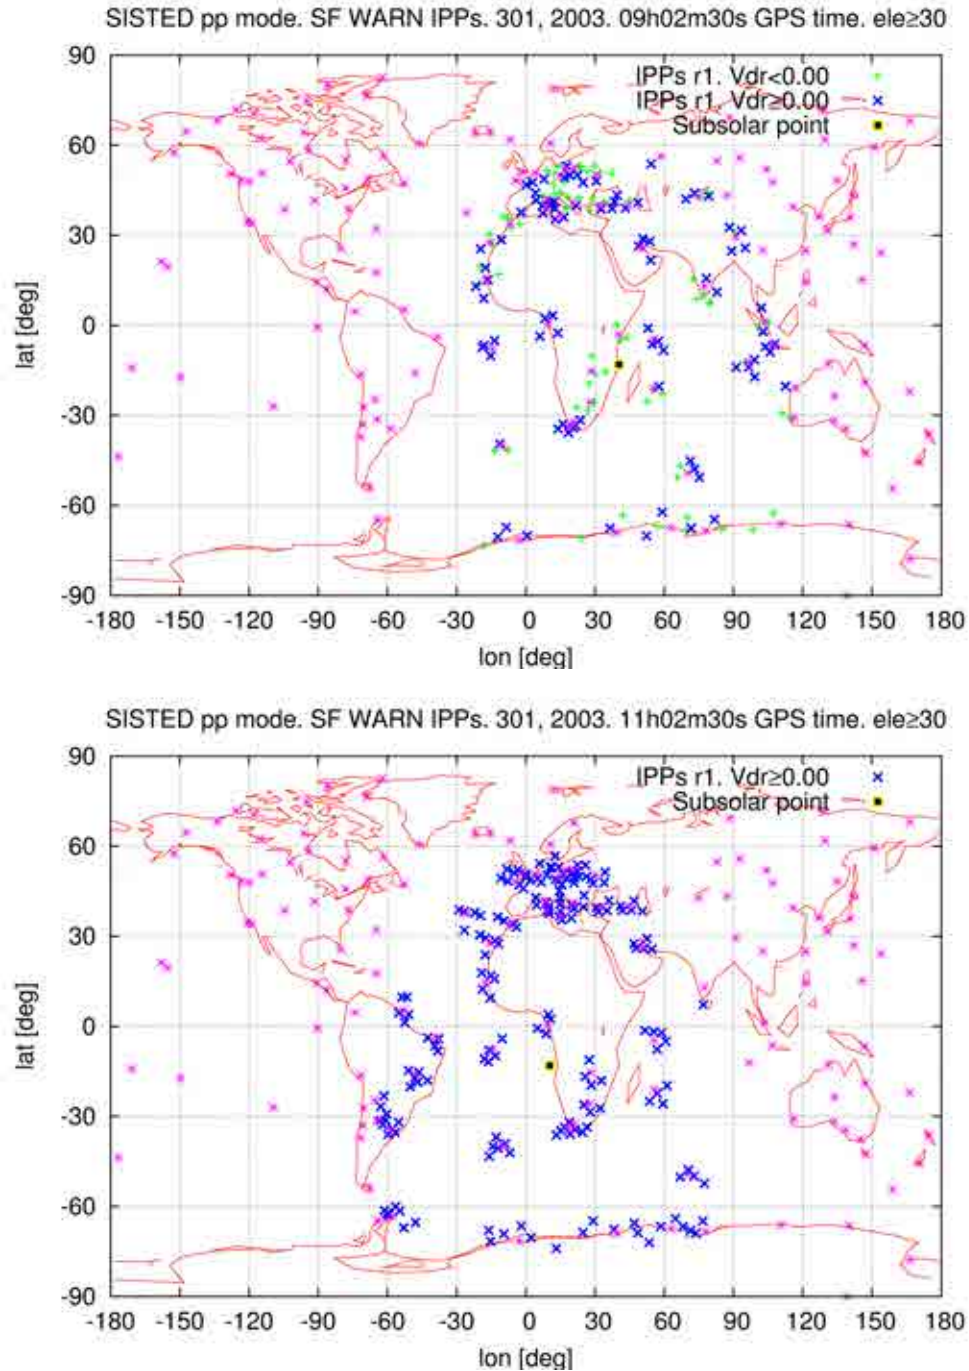 SISTED pp mode. SF WARN IPPs. 301, 2003. 09h02m30s GPS time. ele≥30
90
60
30
0
-30
-60
-90
lat [deg]
IPPs r1. Vdr<0.00
IPPs r1. Vdr≥0.00
Subsolar point
-180 -150 -120 -90 -60 -30 0 30 60 90 120 150 180
lon [deg]
SISTED pp mode. SF WARN IPPs. 301, 2003. 11h02m30s GPS time. ele≥30
90
60
30
0
-30
-60
-90
lat [deg]
IPPs r1. Vdr≥0.00
Subsolar point
-180 -150 -120 -90 -60 -30 0 30 60 90 120 150 180
lon [deg]